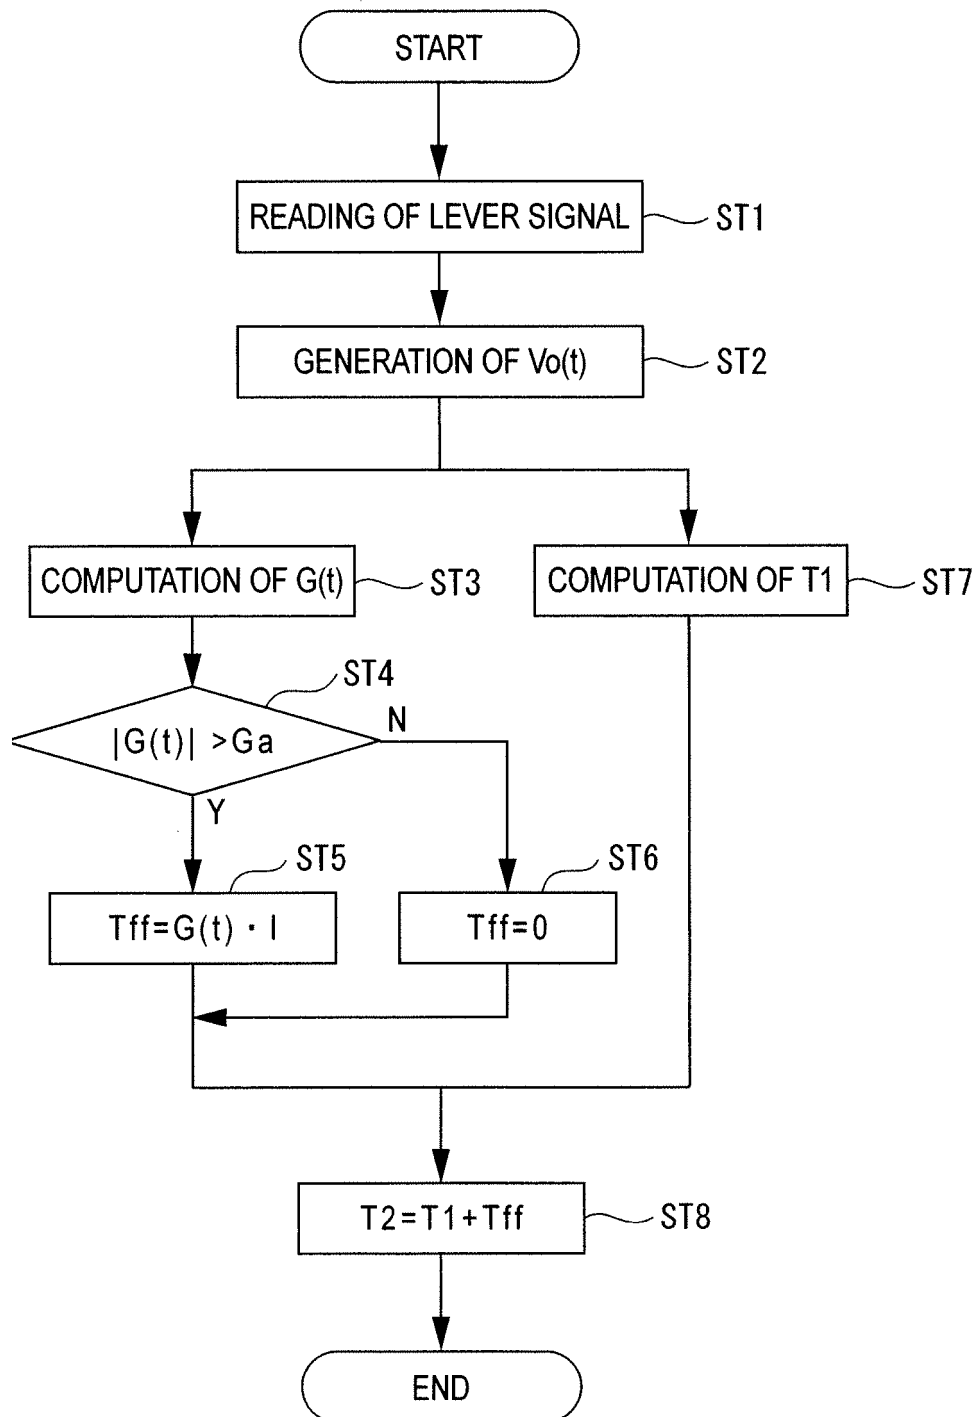 START
READING OF LEVER SIGNAL
ST1
GENERATION OF Vo(t)
ST2
COMPUTATION OF G(t)
ST3
COMPUTATION OF T1
ST7
ST4
|G(t)| >Ga
N
Y
ST5
Tff=G(t) · I
ST6
Tff=0
T2=T1+Tff
ST8
END